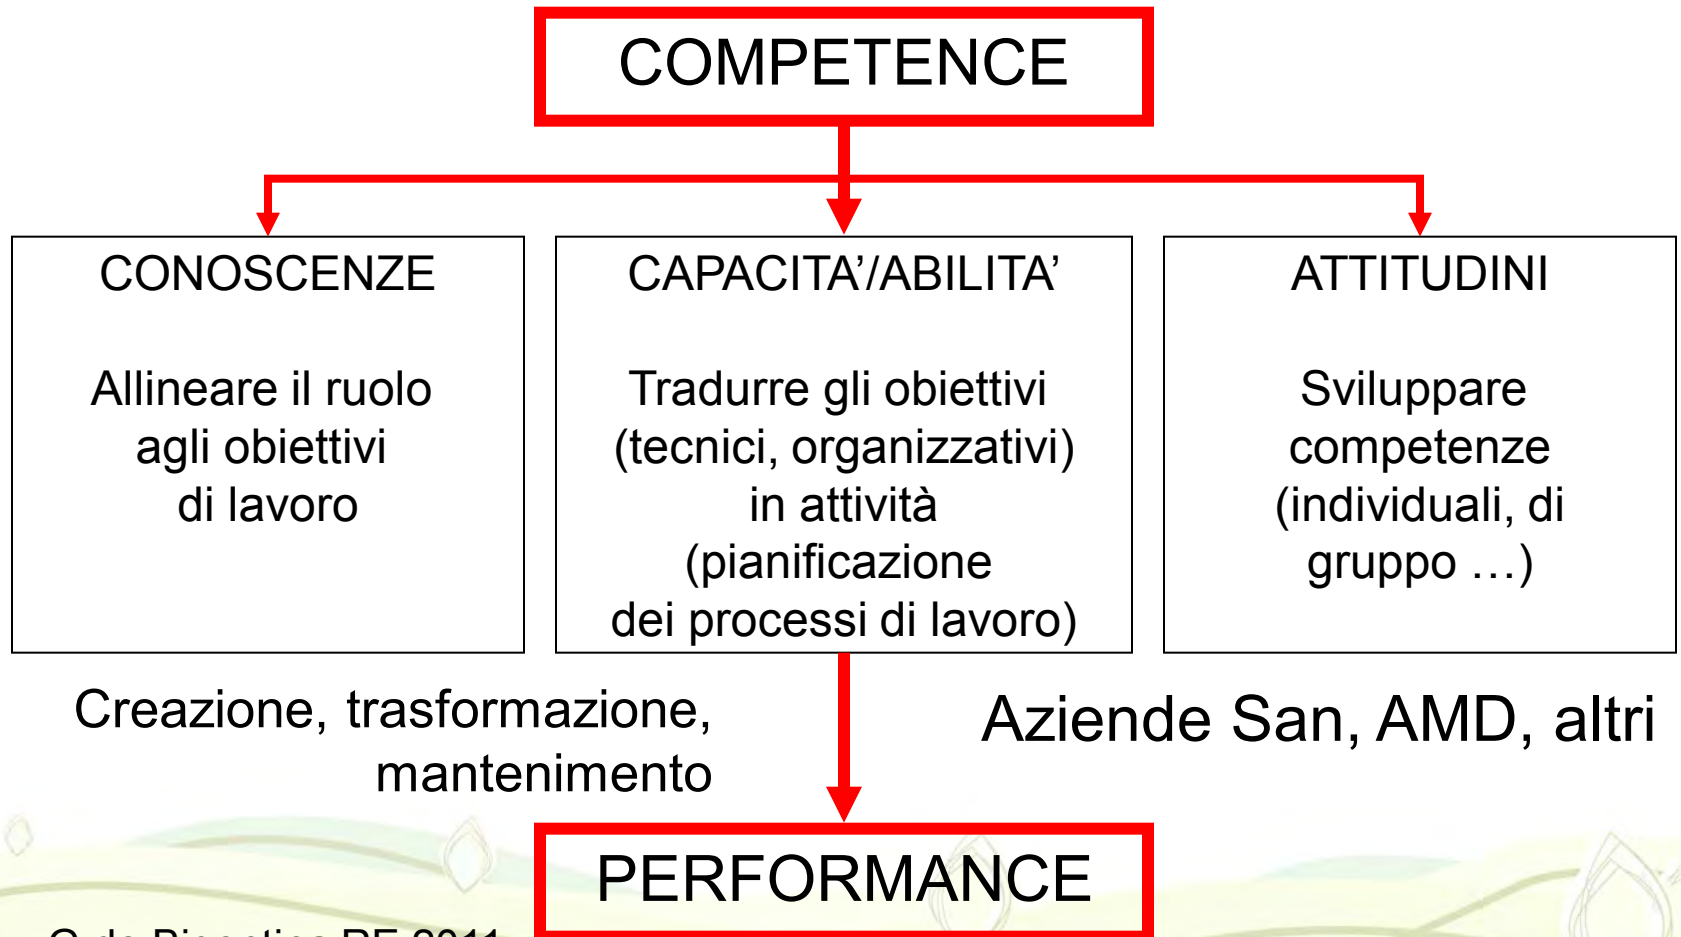 COMPETENCE
CONOSCENZE
Allineare il ruolo
agli obiettivi
di lavoro
CAPACITA’/ABILITA’
Tradurre gli obiettivi
(tecnici, organizzativi)
in attività
(pianificazione
dei processi di lavoro)
ATTITUDINI
Sviluppare
competenze
(individuali, di
gruppo …)
Creazione, trasformazione,
mantenimento
Aziende San, AMD, altri
PERFORMANCE